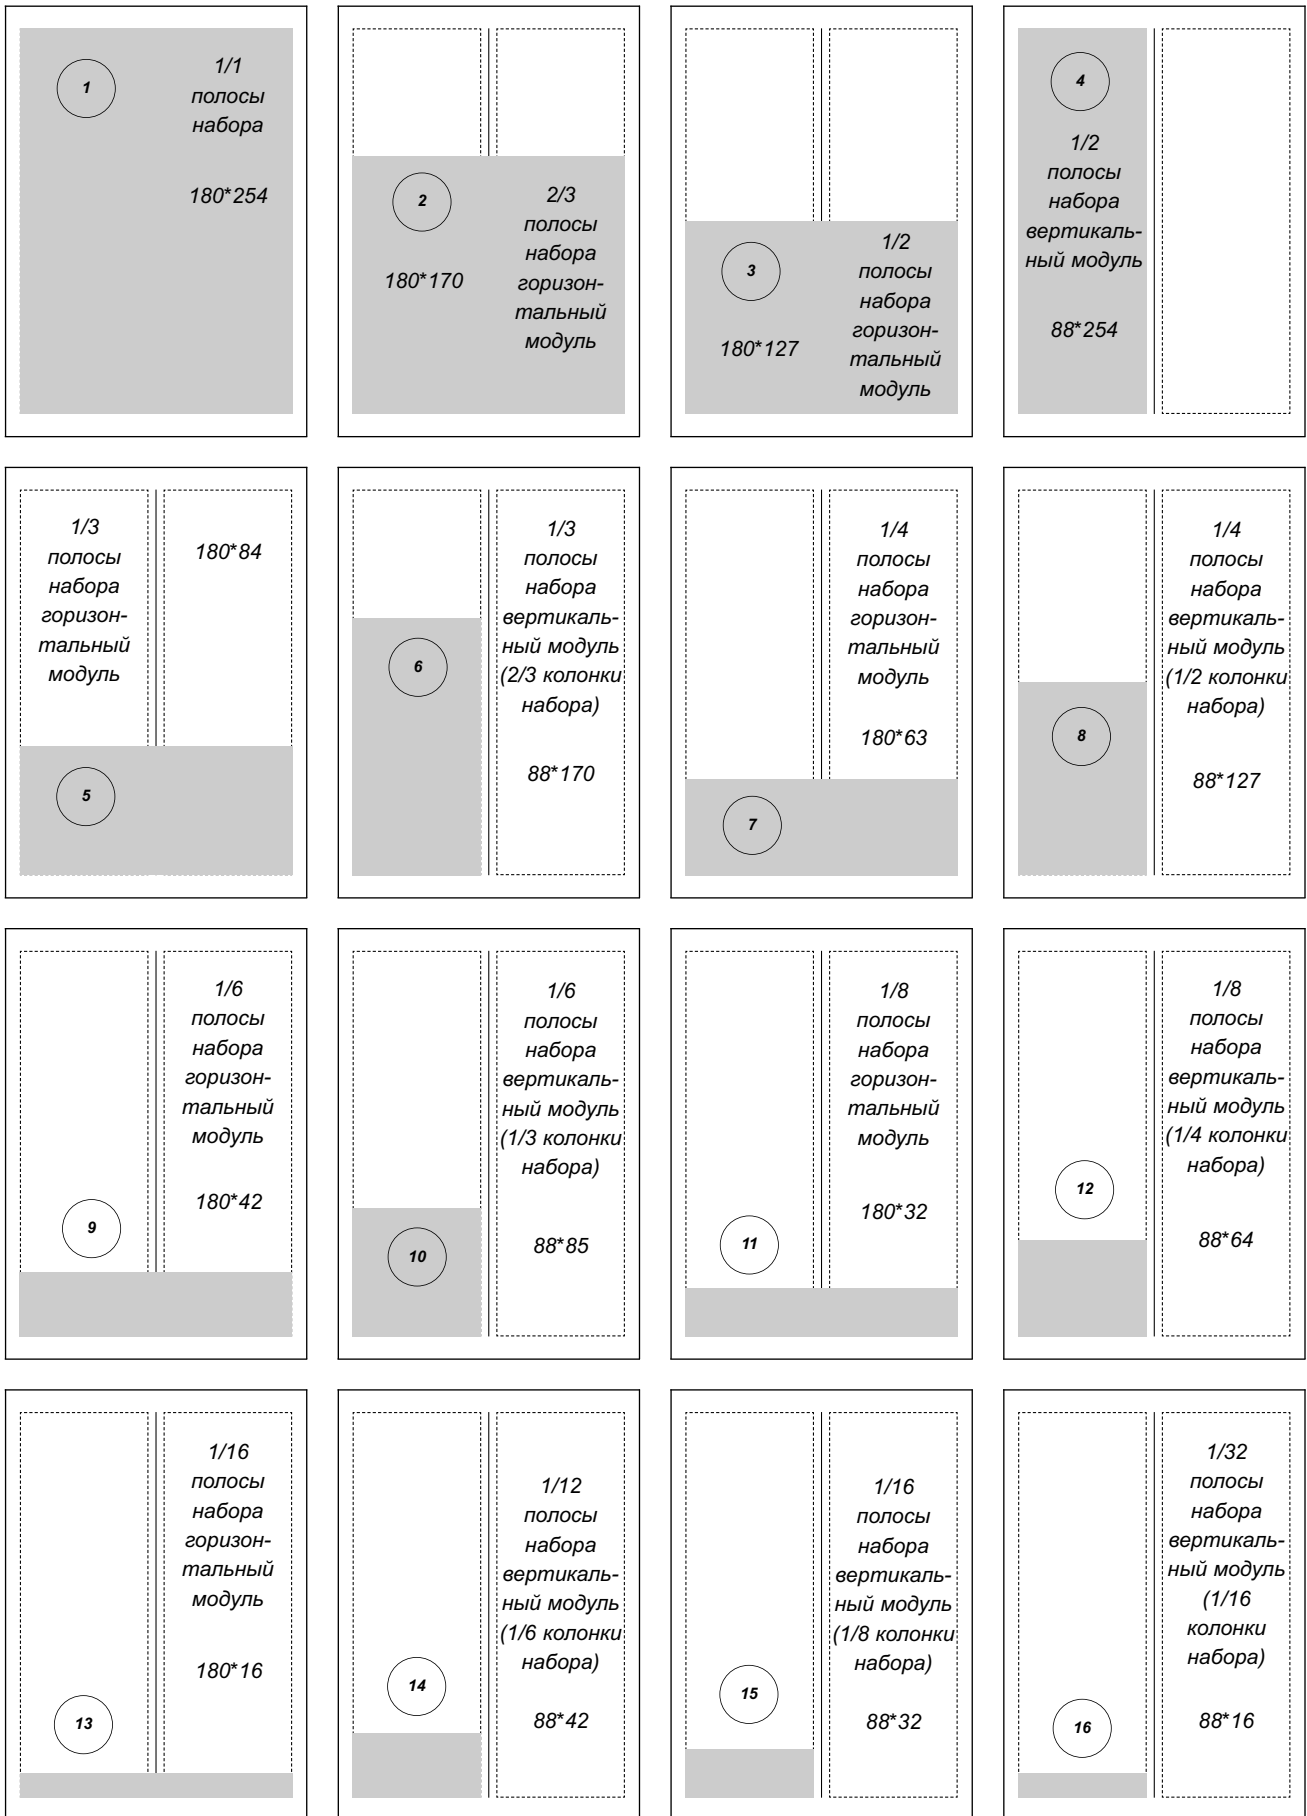 1
1/1
полосы
набора
180*254
2
2/3
полосы
набора
горизон-
тальный
модуль
180*170
3
1/2
полосы
набора
горизон-
тальный
модуль
180*127
4
1/2
полосы
набора
вертикаль-
ный модуль
88*254
1/3
полосы
набора
горизон-
тальный
модуль
180*84
5
1/3
полосы
набора
вертикаль-
ный модуль
(2/3 колонки
набора)
88*170
6
1/4
полосы
набора
горизон-
тальный
модуль
180*63
7
1/4
полосы
набора
вертикаль-
ный модуль
(1/2 колонки
набора)
88*127
8
1/6
полосы
набора
горизон-
тальный
модуль
180*42
9
1/6
полосы
набора
вертикаль-
ный модуль
(1/3 колонки
набора)
88*85
10
1/8
полосы
набора
горизон-
тальный
модуль
180*32
11
1/8
полосы
набора
вертикаль-
ный модуль
(1/4 колонки
набора)
88*64
12
1/16
полосы
набора
горизон-
тальный
модуль
180*16
13
1/12
полосы
набора
вертикаль-
ный модуль
(1/6 колонки
набора)
88*42
14
1/16
полосы
набора
вертикаль-
ный модуль
(1/8 колонки
набора)
88*32
15
1/32
полосы
набора
вертикаль-
ный модуль
(1/16
колонки
набора)
88*16
16